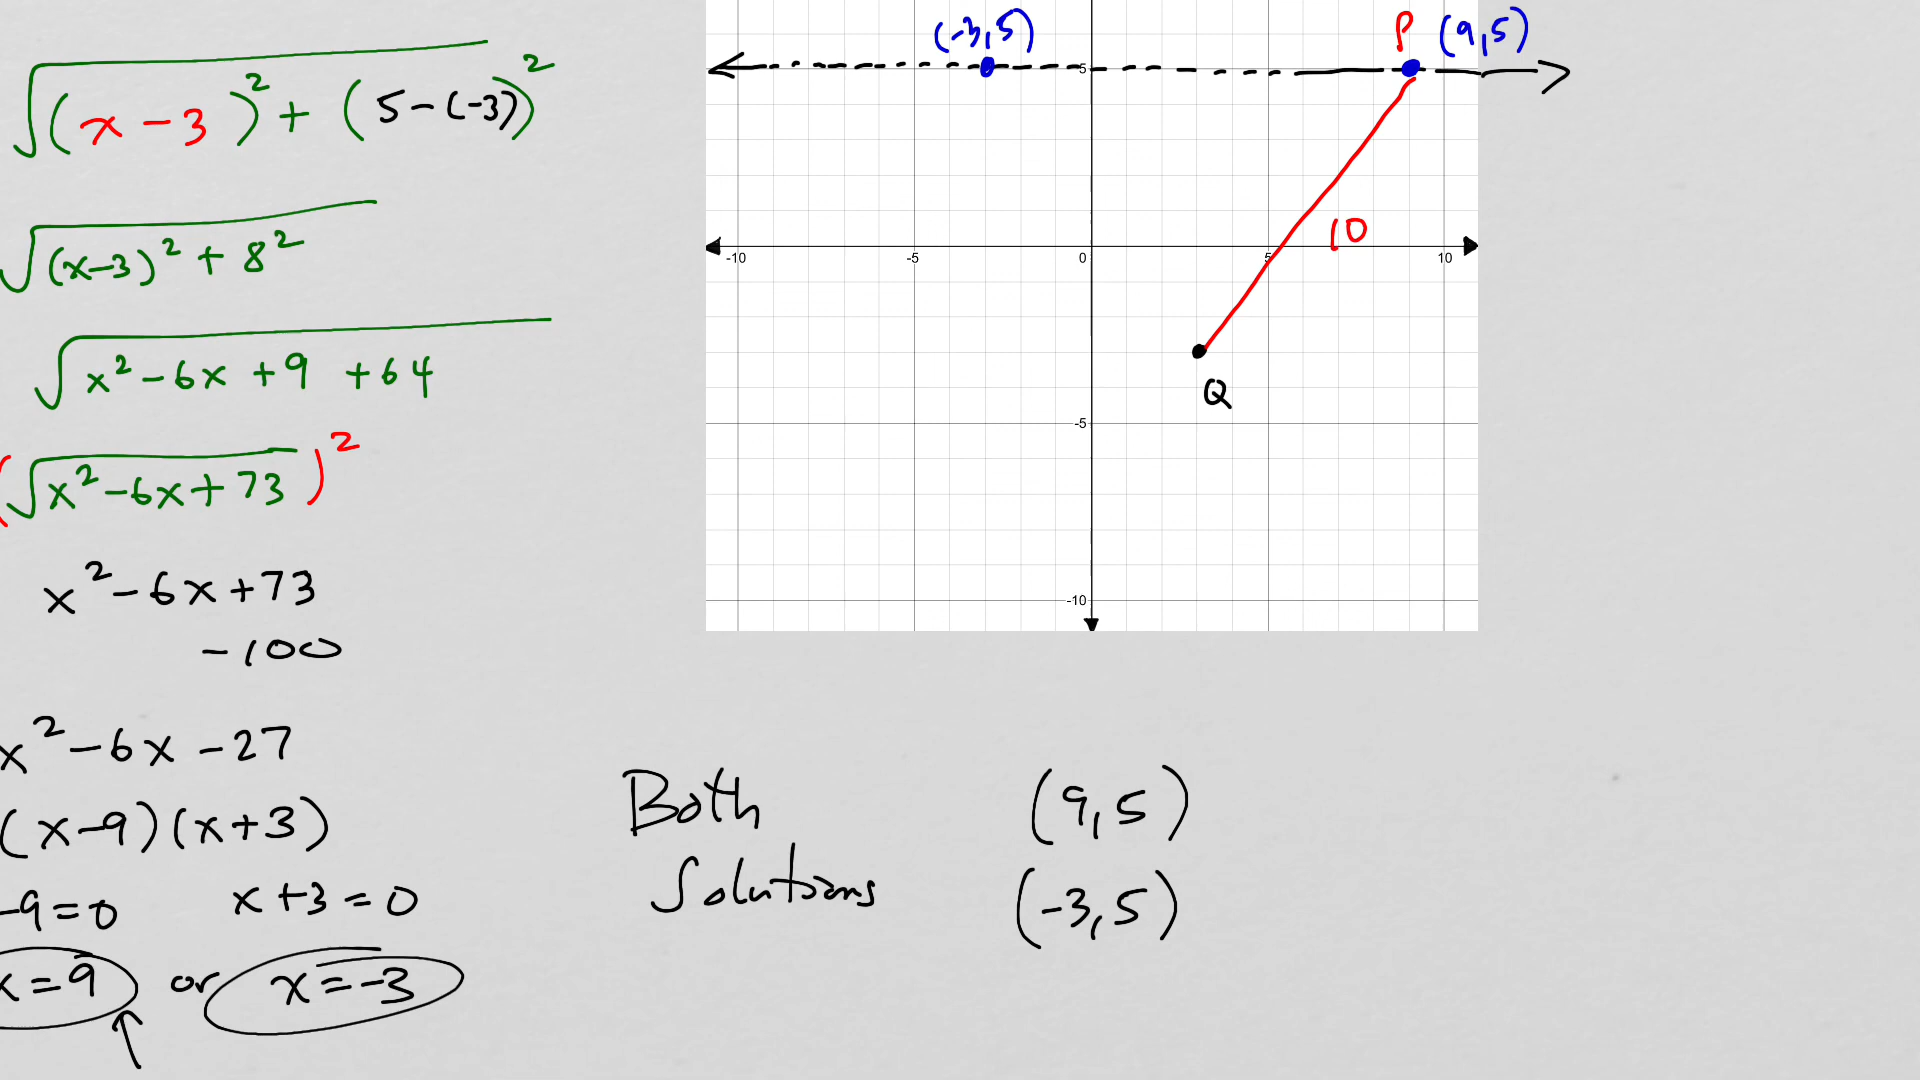 √((x-3)² + (5-(-3))²
√(x-3)² + 8²
√x²-6x+9 +64
(√x²-6x+73)²
x²-6x+73
-100
x²-6x-27
(x-9)(x+3)
-9=0 x+3=0
x=9 or x=-3
(-3,5) P (9,5)
5
10
-10 -5 0 5 10
Q
-5
-10
Both (9,5)
Solutions (-3,5)